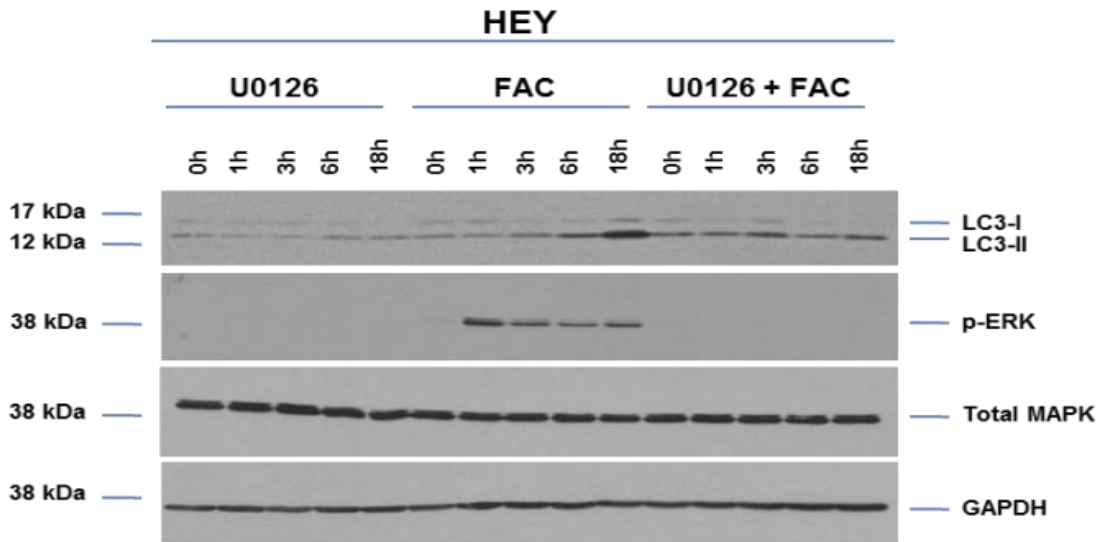 HEY
U0126 FAC U0126 + FAC
0h 1h 3h 6h 18h 0h 1h 3h 6h 18h 0h 1h 3h 6h 18h
17 kDa LC3-I
12 kDa LC3-II
38 kDa p-ERK
38 kDa Total MAPK
38 kDa GAPDH